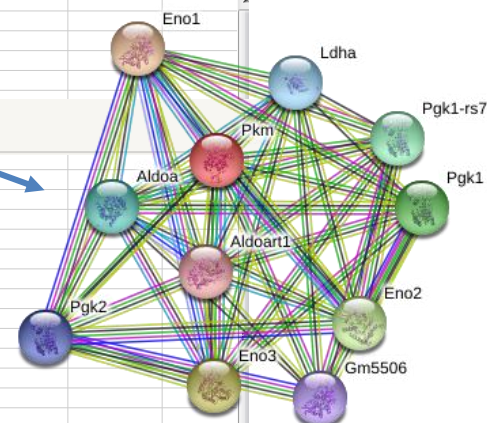 Eno1
Ldha
Pgk1-rs7
Pkm
Aldoa
Pgk1
Aldoart1
Eno2
Pgk2
Eno3
Gm5506